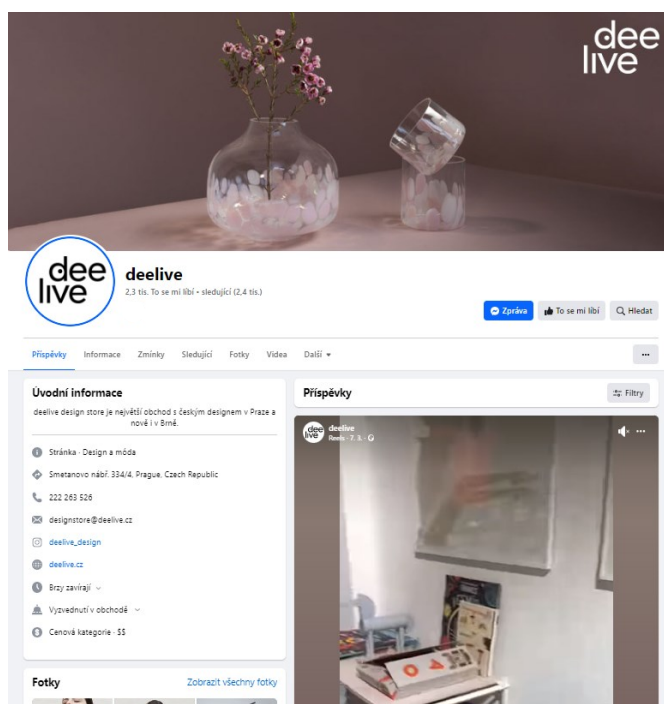 dee
live
dee
live
deelive
2,3 tis. To se mi líbí • sledující (2,4 tis.)
Zpráva
To se mi líbí
Hledat
Příspěvky
Informace
Zmínky
Sledující
Fotky
Videa
Další
Úvodní informace
deelive design store je největší obchod s českým designem v Praze a
nově i v Brně.
Stránka · Design a móda
Smetanovo nábř. 334/4, Prague, Czech Republic
222 263 526
designstore@deelive.cz
deelive_design
deelive.cz
Brzy zavírají
Vyzvednutí v obchodě
Cenová kategorie · $$
Fotky
Zobrazit všechny fotky
Příspěvky
Filtry
dee
live
deelive
Reels · 7. 3. ·